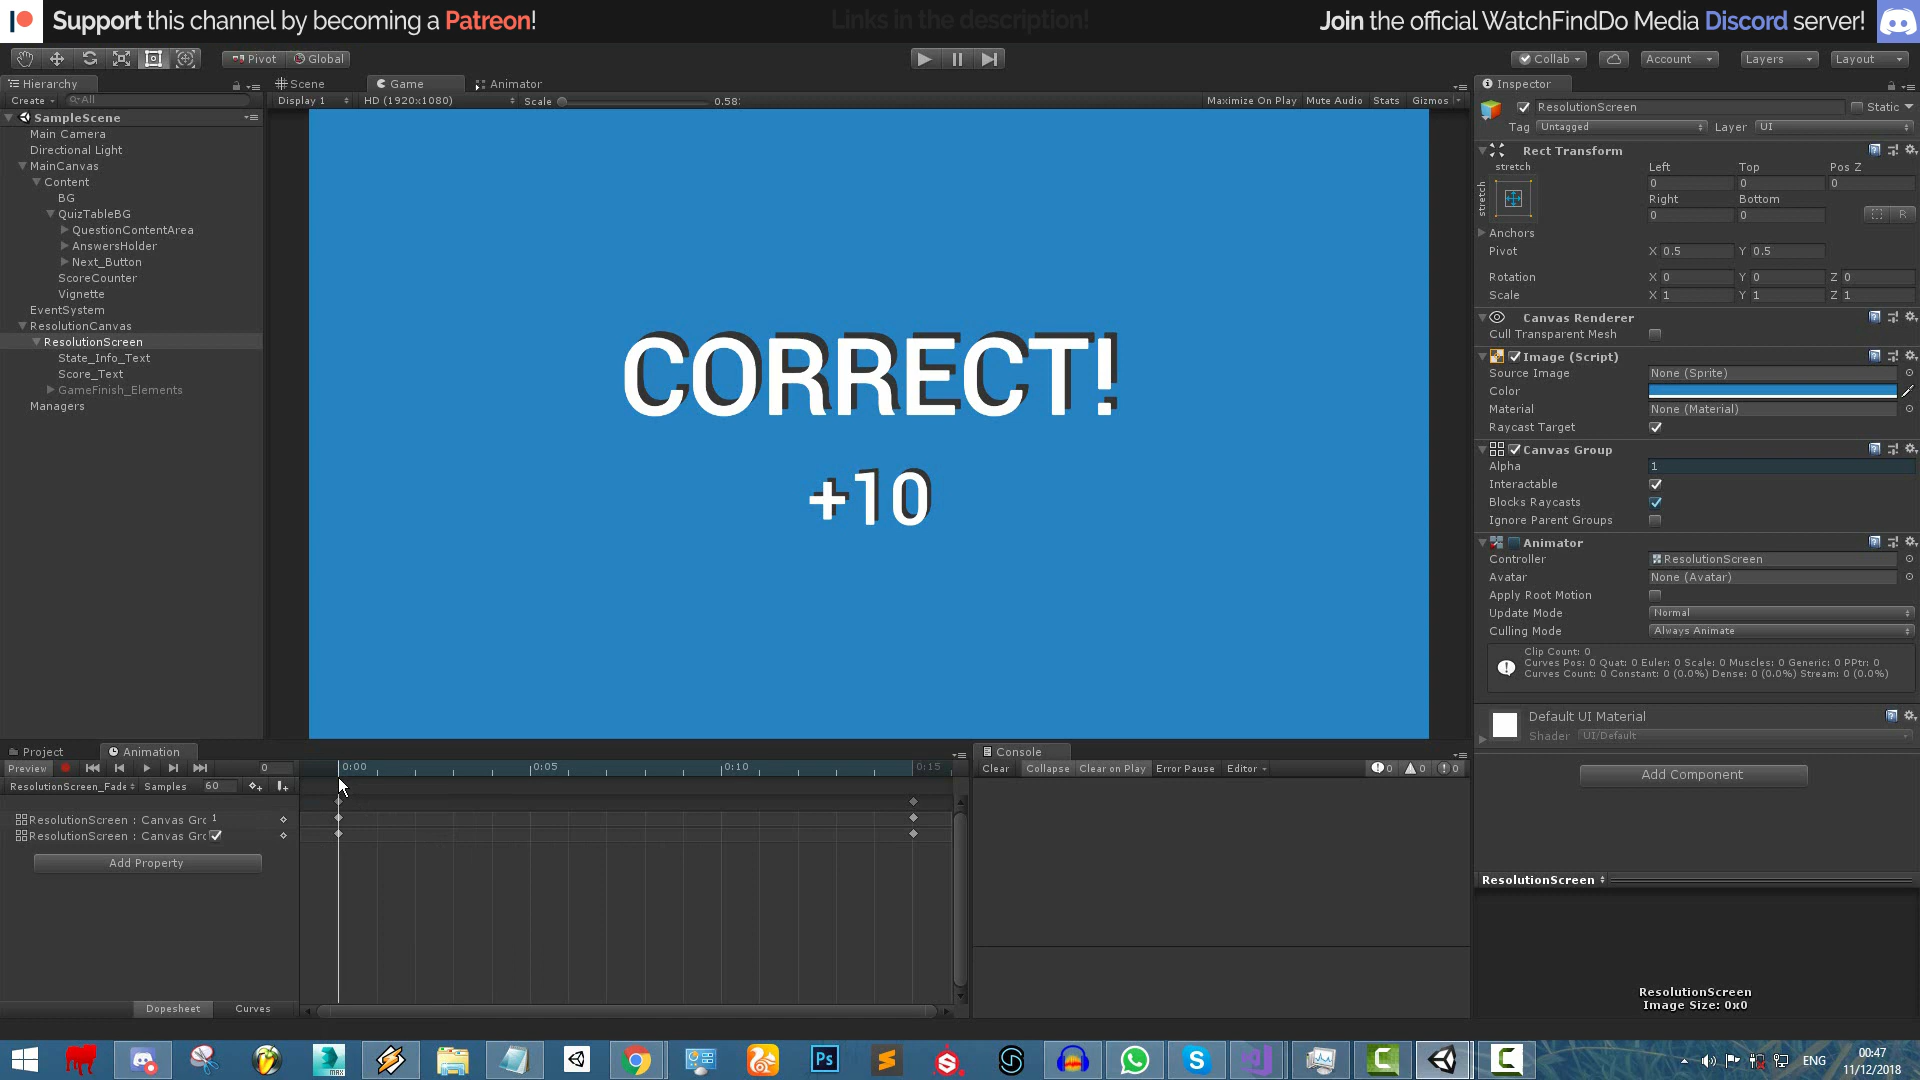 Support this channel by becoming a Patreon!
Links in the description!
Join the official WatchFindDo Media Discord server!
Pivot Global
Collab Account Layers Layout
Hierarchy
Scene Game Animator
Inspector
Create All
Display 1 HD (1920x1080) Scale 0.58:
Maximize On Play Mute Audio Stats Gizmos
ResolutionScreen Static
Tag Untagged Layer UI
SampleScene
Main Camera
Directional Light
MainCanvas
Content
BG
QuizTableBG
QuestionContentArea
AnswersHolder
Next_Button
ScoreCounter
Vignette
EventSystem
ResolutionCanvas
ResolutionScreen
State_Info_Text
Score_Text
GameFinish_Elements
Managers
CORRECT!
+10
Rect Transform
stretch
stretch
Left Top Pos Z
0 0 0
Right Bottom
0 0
R
Anchors
Pivot X 0.5 Y 0.5
Rotation X 0 Y 0 Z 0
Scale X 1 Y 1 Z 1
Canvas Renderer
Cull Transparent Mesh
Image (Script)
Source Image None (Sprite)
Color
Material None (Material)
Raycast Target
Canvas Group
Alpha 1
Interactable
Blocks Raycasts
Ignore Parent Groups
Animator
Controller ResolutionScreen
Avatar None (Avatar)
Apply Root Motion
Update Mode Normal
Culling Mode Always Animate
Clip Count: 0
Curves Pos: 0 Quat: 0 Euler: 0 Scale: 0 Muscles: 0 Generic: 0 PPtr: 0
Curves Count: 0 Constant: 0 (0.0%) Dense: 0 (0.0%) Stream: 0 (0.0%)
Default UI Material
Shader UI/Default
Add Component
ResolutionScreen
ResolutionScreen
Image Size: 0x0
Project Animation
Preview 0
0:00 0:05 0:10 0:15
ResolutionScreen_Fade Samples 60
ResolutionScreen : Canvas Gro 1
ResolutionScreen : Canvas Gro
Add Property
Dopesheet Curves
Console
Clear Collapse Clear on Play Error Pause Editor
0 0 0
MAX
Ps
ENG
00:47
11/12/2018